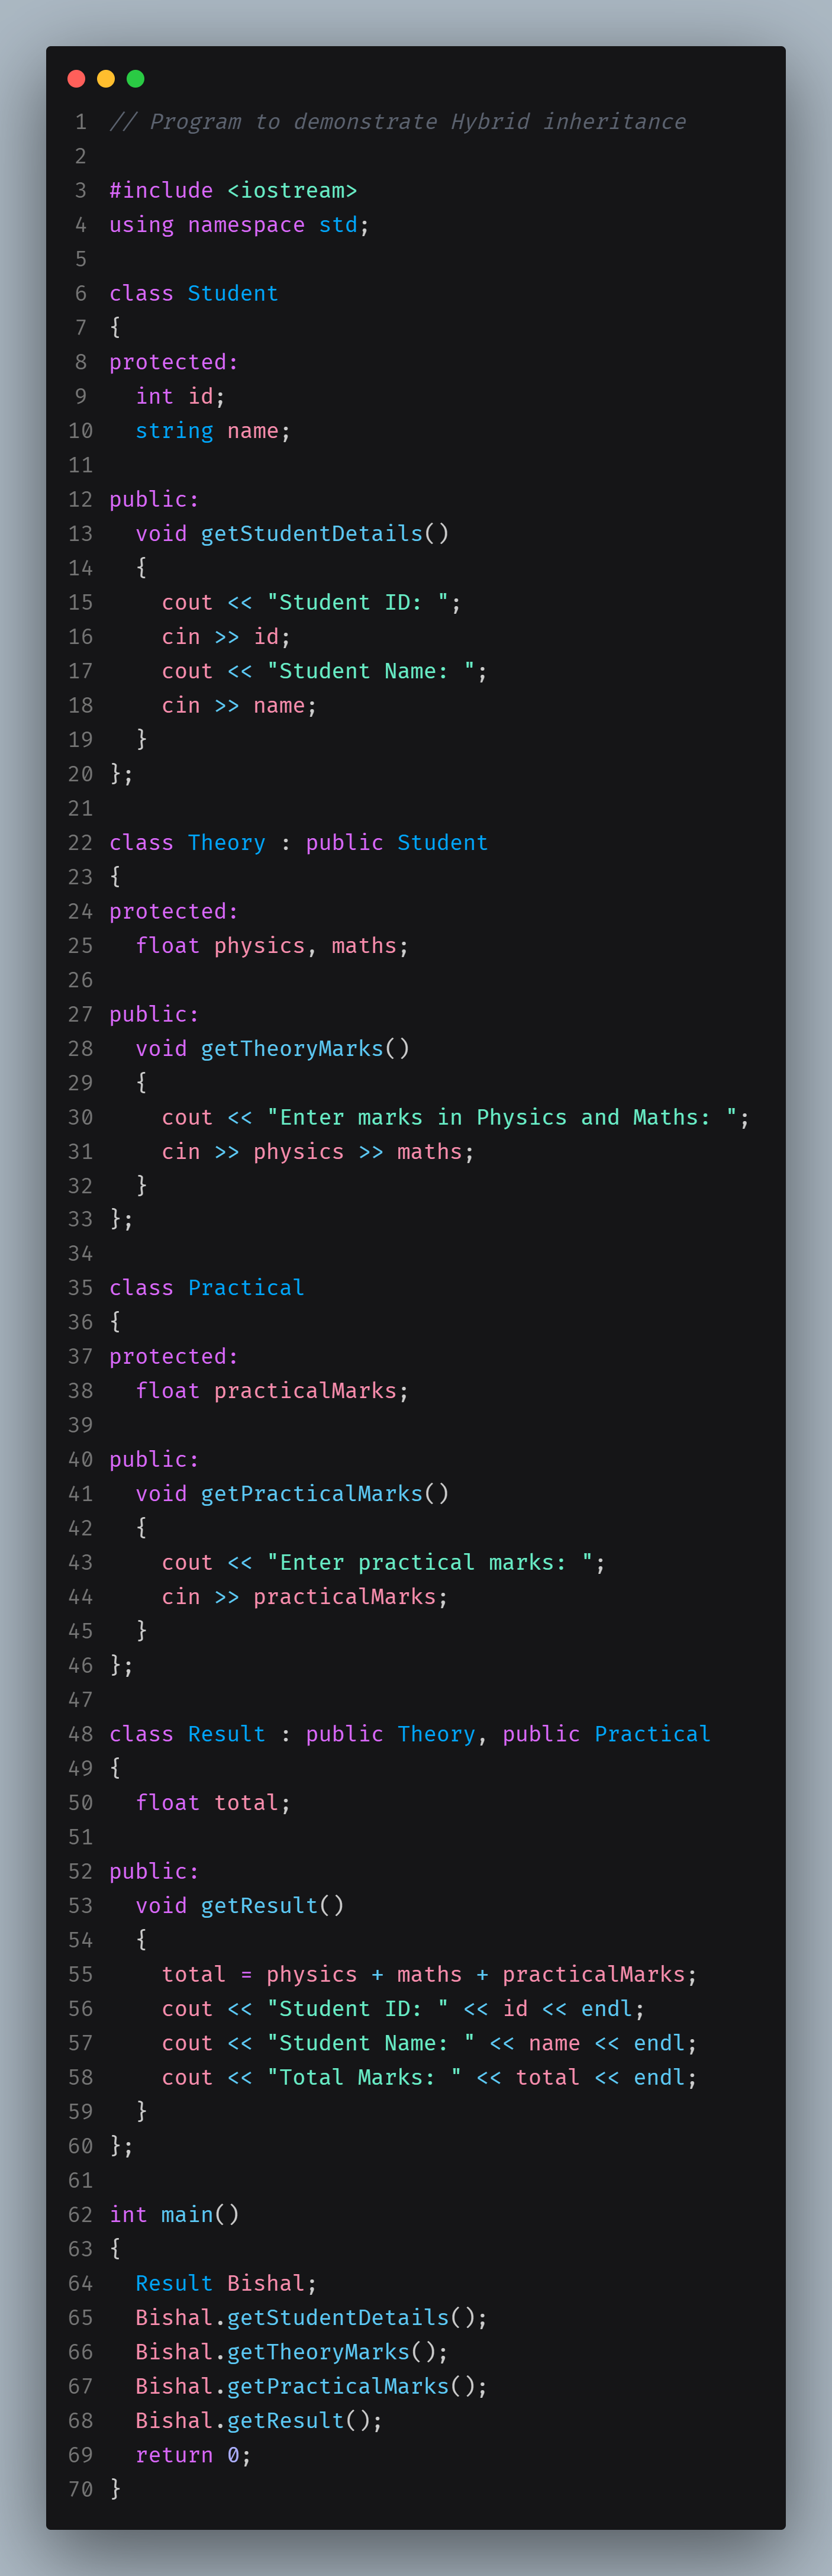 1 // Program to demonstrate Hybrid inheritance
2
3 #include <iostream>
4 using namespace std;
5
6 class Student
7 {
8 protected:
9   int id;
10   string name;
11
12 public:
13   void getStudentDetails()
14   {
15     cout << "Student ID: ";
16     cin >> id;
17     cout << "Student Name: ";
18     cin >> name;
19   }
20 };
21
22 class Theory : public Student
23 {
24 protected:
25   float physics, maths;
26
27 public:
28   void getTheoryMarks()
29   {
30     cout << "Enter marks in Physics and Maths: ";
31     cin >> physics >> maths;
32   }
33 };
34
35 class Practical
36 {
37 protected:
38   float practicalMarks;
39
40 public:
41   void getPracticalMarks()
42   {
43     cout << "Enter practical marks: ";
44     cin >> practicalMarks;
45   }
46 };
47
48 class Result : public Theory, public Practical
49 {
50   float total;
51
52 public:
53   void getResult()
54   {
55     total = physics + maths + practicalMarks;
56     cout << "Student ID: " << id << endl;
57     cout << "Student Name: " << name << endl;
58     cout << "Total Marks: " << total << endl;
59   }
60 };
61
62 int main()
63 {
64   Result Bishal;
65   Bishal.getStudentDetails();
66   Bishal.getTheoryMarks();
67   Bishal.getPracticalMarks();
68   Bishal.getResult();
69   return 0;
70 }